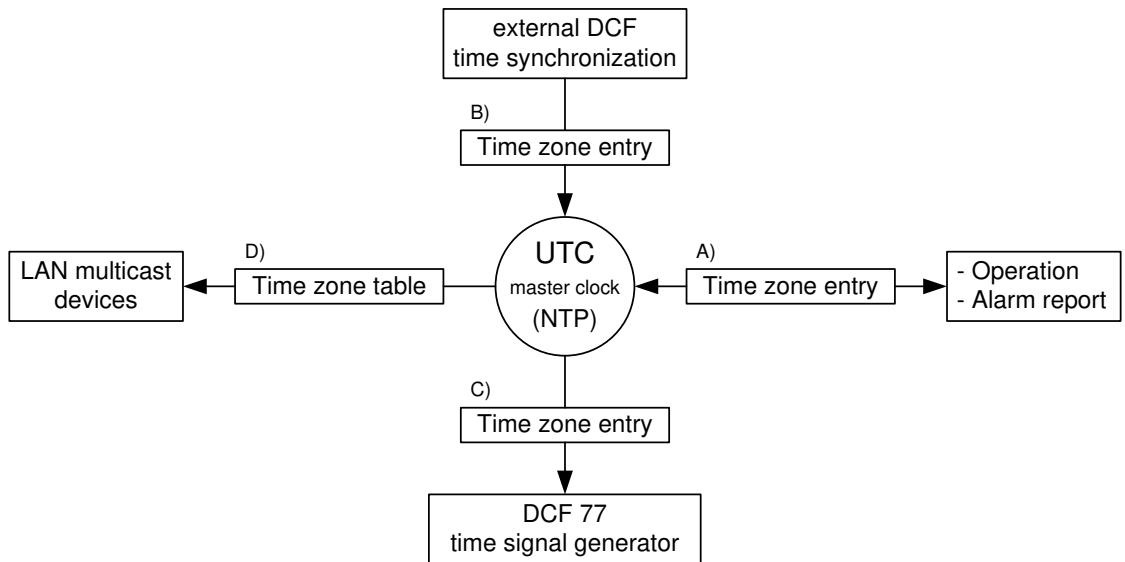 external DCF
time synchronization
B)
Time zone entry
LAN multicast
devices
D)
Time zone table
UTC
master clock
(NTP)
A)
Time zone entry
- Operation
- Alarm report
C)
Time zone entry
DCF 77
time signal generator